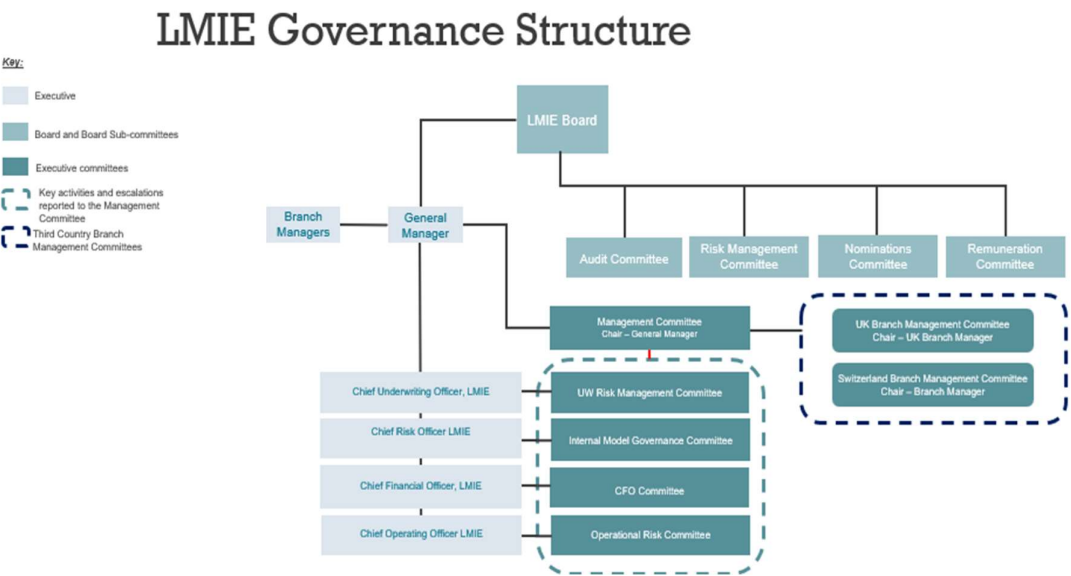 LMIE Governance Structure
Key:
Executive
Board and Board Sub-committees
Executive committees
Key activities and escalations
reported to the Management
Committee
Third Country Branch
Management Committees
LMIE Board
Branch
Managers
General
Manager
Audit Committee
Risk Management
Committee
Nominations
Committee
Remuneration
Committee
Management Committee
Chair – General Manager
UK Branch Management Committee
Chair – UK Branch Manager
Switzerland Branch Management Committee
Chair – Branch Manager
Chief Underwriting Officer, LMIE
UW Risk Management Committee
Chief Risk Officer LMIE
Internal Model Governance Committee
Chief Financial Officer, LMIE
CFO Committee
Chief Operating Officer LMIE
Operational Risk Committee